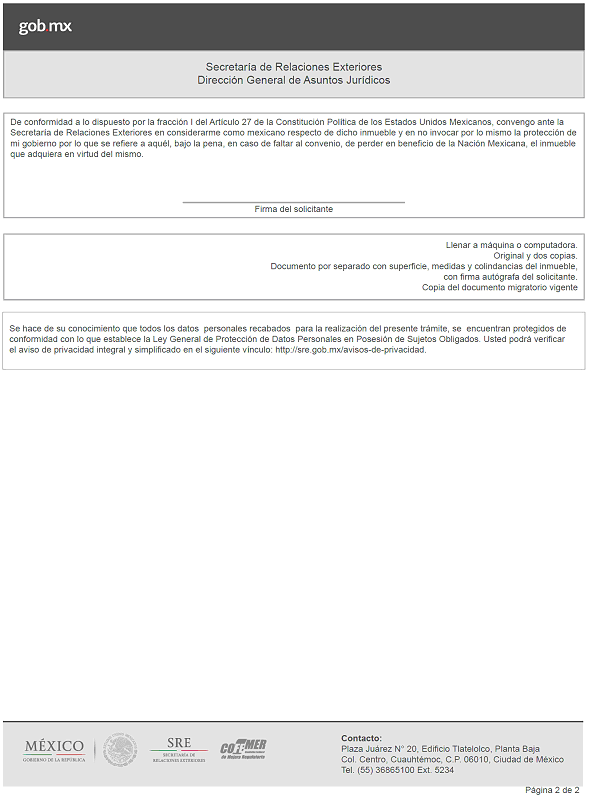 gob.mx
Secretaría de Relaciones Exteriores
Dirección General de Asuntos Jurídicos
De conformidad a lo dispuesto por la fracción I del Artículo 27 de la Constitución Política de los Estados Unidos Mexicanos, convengo ante la
Secretaría de Relaciones Exteriores en considerarme como mexicano respecto de dicho inmueble y en no invocar por lo mismo la protección de
mi gobierno por lo que se refiere a aquél, bajo la pena, en caso de faltar al convenio, de perder en beneficio de la Nación Mexicana, el inmueble
que adquiera en virtud del mismo.
Firma del solicitante
Llenar a máquina o computadora.
Original y dos copias.
Documento por separado con superficie, medidas y colindancias del inmueble,
con firma autógrafa del solicitante.
Copia del documento migratorio vigente
Se hace de su conocimiento que todos los datos personales recabados para la realización del presente trámite, se encuentran protegidos de
conformidad con lo que establece la Ley General de Protección de Datos Personales en Posesión de Sujetos Obligados. Usted podrá verificar
el aviso de privacidad integral y simplificado en el siguiente vínculo: http://sre.gob.mx/avisos-de-privacidad.
MÉXICO
GOBIERNO DE LA REPÚBLICA
SRE
SECRETARÍA DE
RELACIONES EXTERIORES
COFEMER
de Mejora Regulatoria
Contacto:
Plaza Juárez N° 20, Edificio Tlatelolco, Planta Baja
Col. Centro, Cuauhtémoc, C.P. 06010, Ciudad de México
Tel. (55) 36865100 Ext. 5234
Página 2 de 2